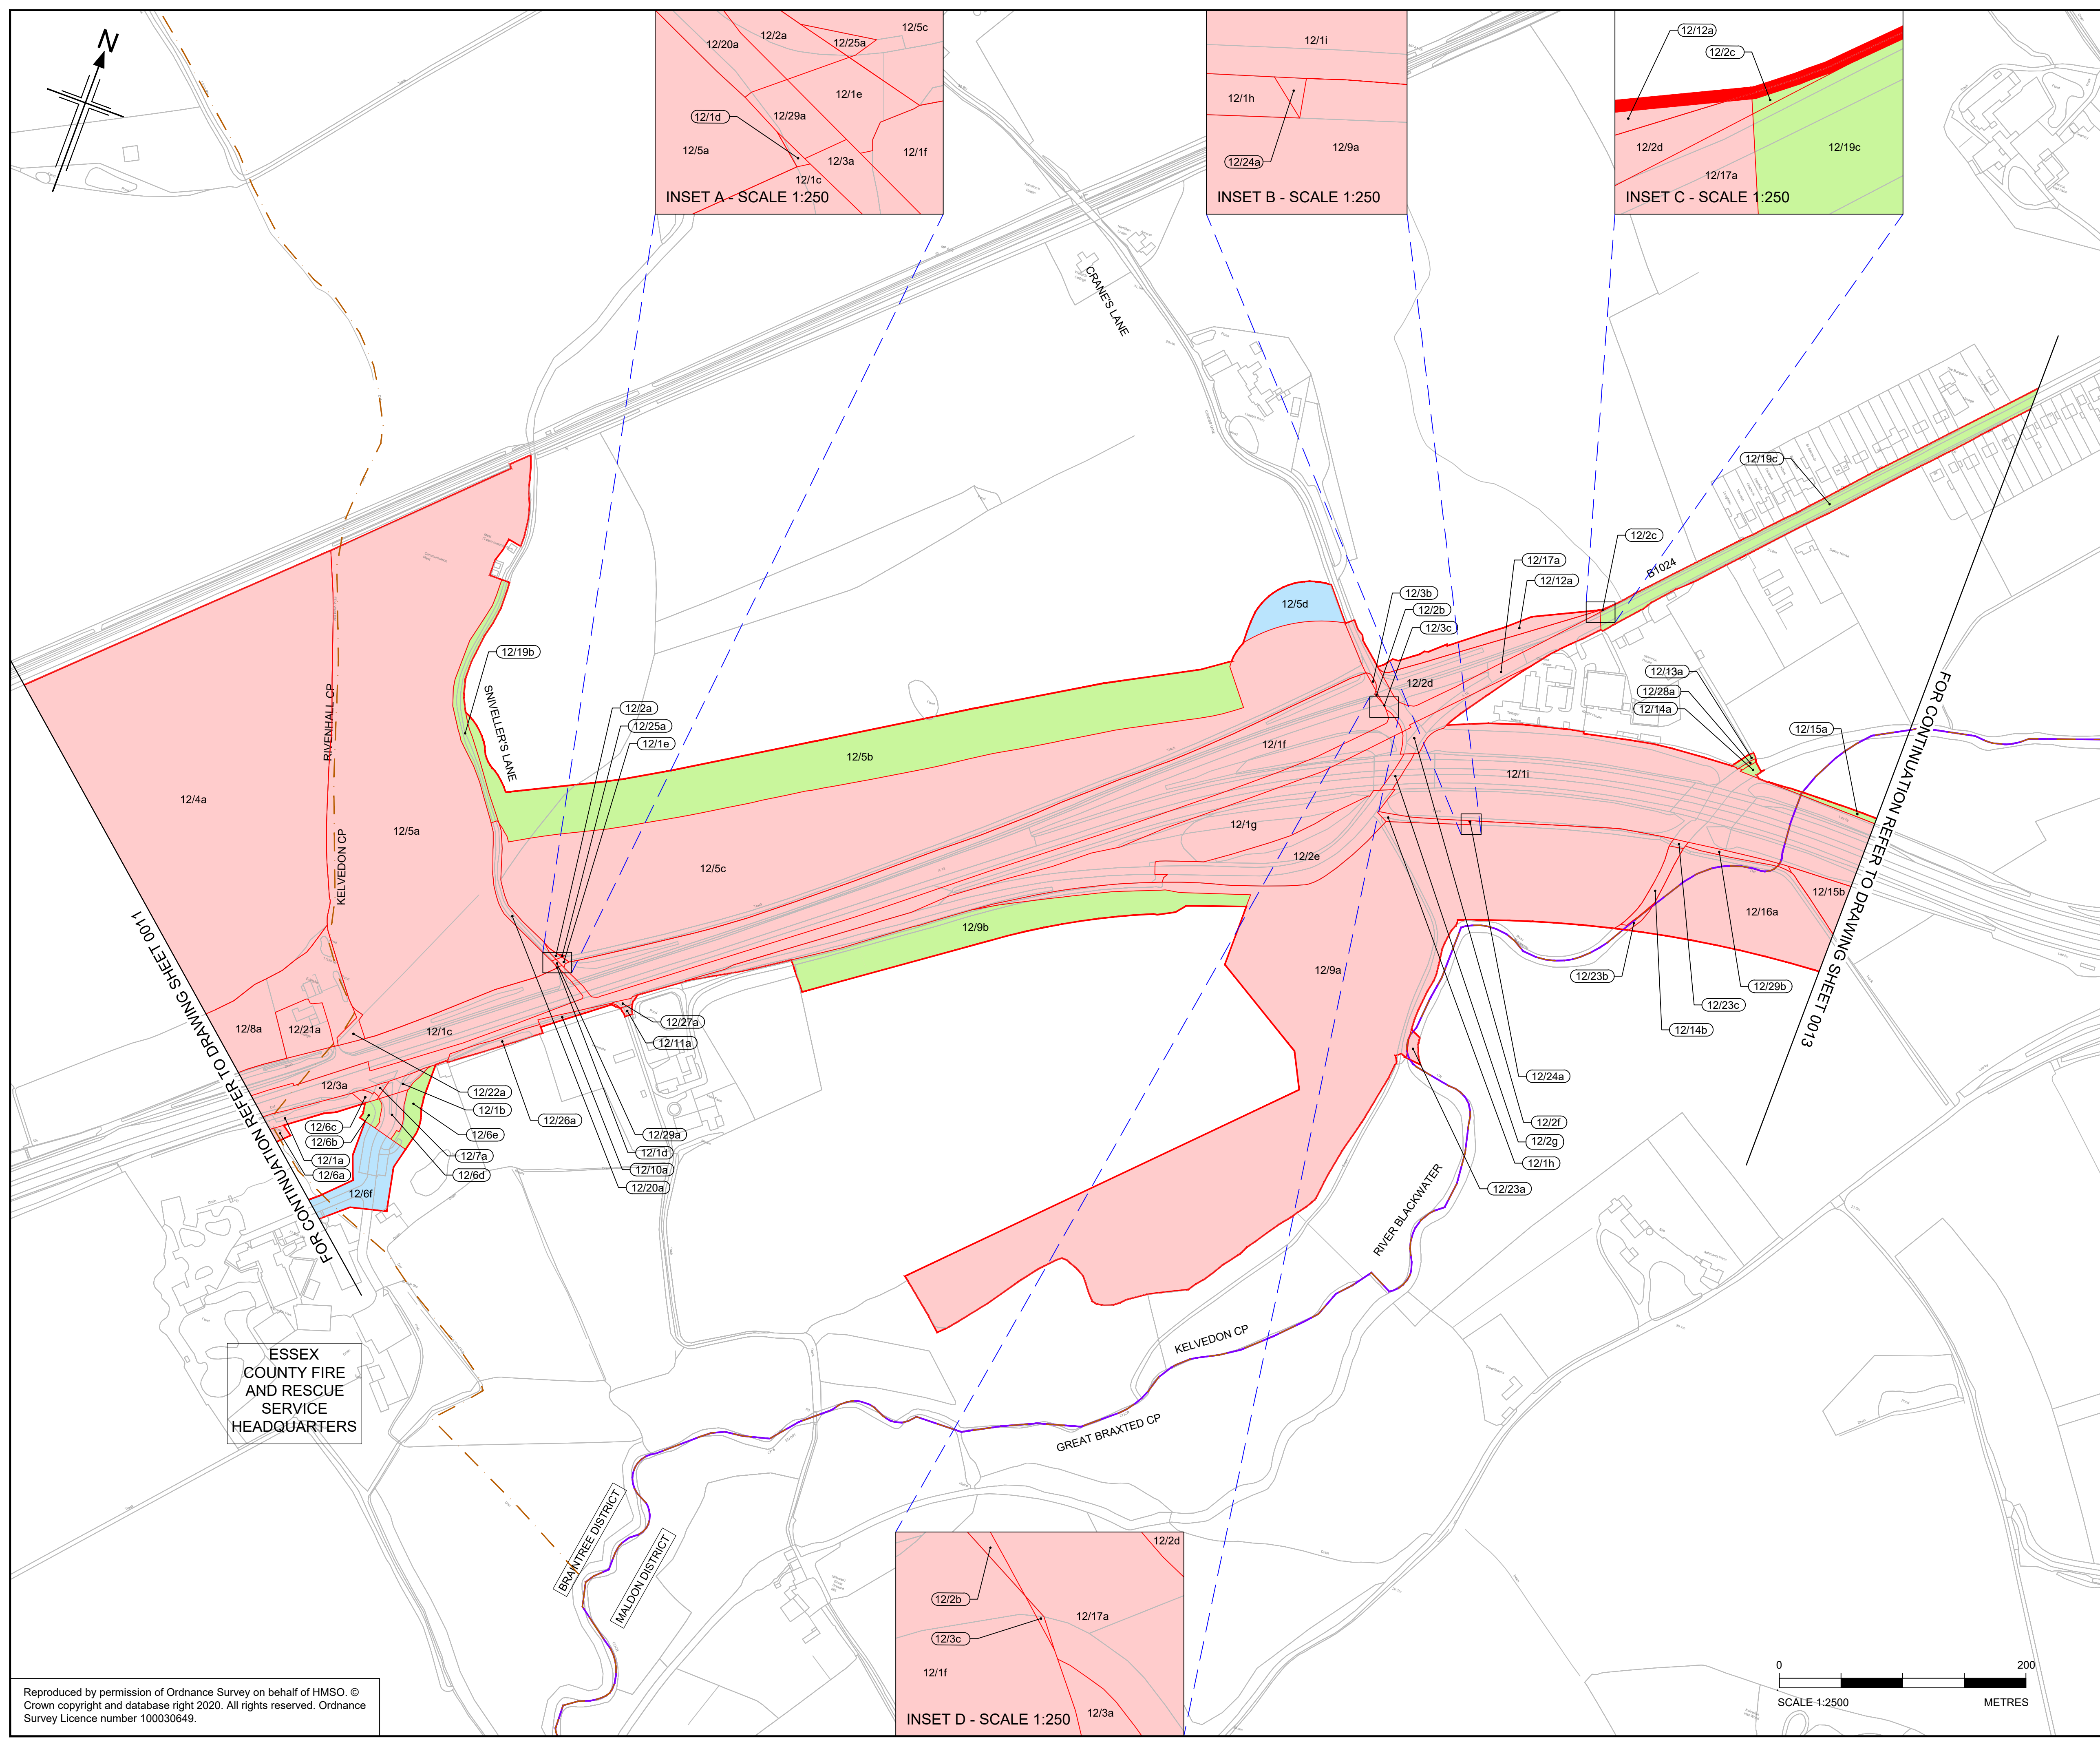 N
12/20a
12/2a
12/25a
12/5c
12/1e
12/1d
12/29a
12/5a
12/3a
12/1f
12/1c
INSET A - SCALE 1:250
12/1i
12/1h
12/24a
12/9a
INSET B - SCALE 1:250
12/12a
12/2c
12/2d
12/17a
12/19c
INSET C - SCALE 1:250
CRANE'S LANE
12/19c
12/2c
12/17a
12/12a
B1024
12/3b
12/2b
12/3c
12/5d
12/2d
12/19b
SNIVELLER'S LANE
RIVENHALL CP
KELVEDON CP
12/13a
12/28a
12/14a
12/15a
12/2a
12/25a
12/1e
12/5b
12/1f
12/1i
12/4a
12/5a
12/5c
12/1g
12/2e
12/15b
12/16a
12/9b
12/9a
12/23b
12/29b
12/23c
12/14b
12/8a
12/21a
12/1c
12/27a
12/11a
12/3a
12/22a
12/1b
12/6e
12/7a
12/6d
12/6c
12/6b
12/1a
12/6a
12/6f
12/26a
12/29a
12/1d
12/10a
12/20a
12/24a
12/2f
12/2g
12/1h
12/23a
FOR CONTINUATION REFER TO DRAWING SHEET 0011
FOR CONTINUATION REFER TO DRAWING SHEET 0013
RIVER BLACKWATER
KELVEDON CP
GREAT BRAXTED CP
ESSEX
COUNTY FIRE
AND RESCUE
SERVICE
HEADQUARTERS
BRAINTREE DISTRICT
MALDON DISTRICT
12/2d
12/2b
12/17a
12/3c
12/1f
12/3a
INSET D - SCALE 1:250
Reproduced by permission of Ordnance Survey on behalf of HMSO. ©
Crown copyright and database right 2020. All rights reserved. Ordnance
Survey Licence number 100030649.
0 200
SCALE 1:2500 METRES